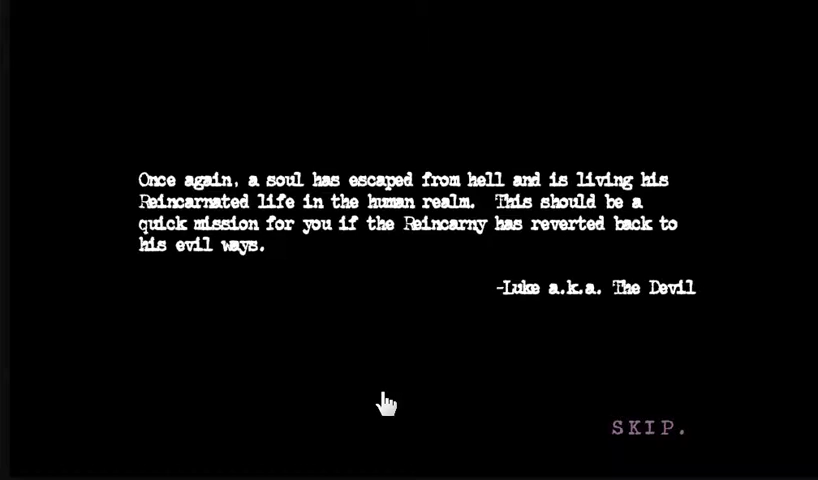 Once again, a soul has escaped from hell and is living his
Reincarnated life in the human realm.  This should be a
quick mission for you if the Reincarny has reverted back to
his evil ways.
-Luke a.k.a. The Devil
SKIP.